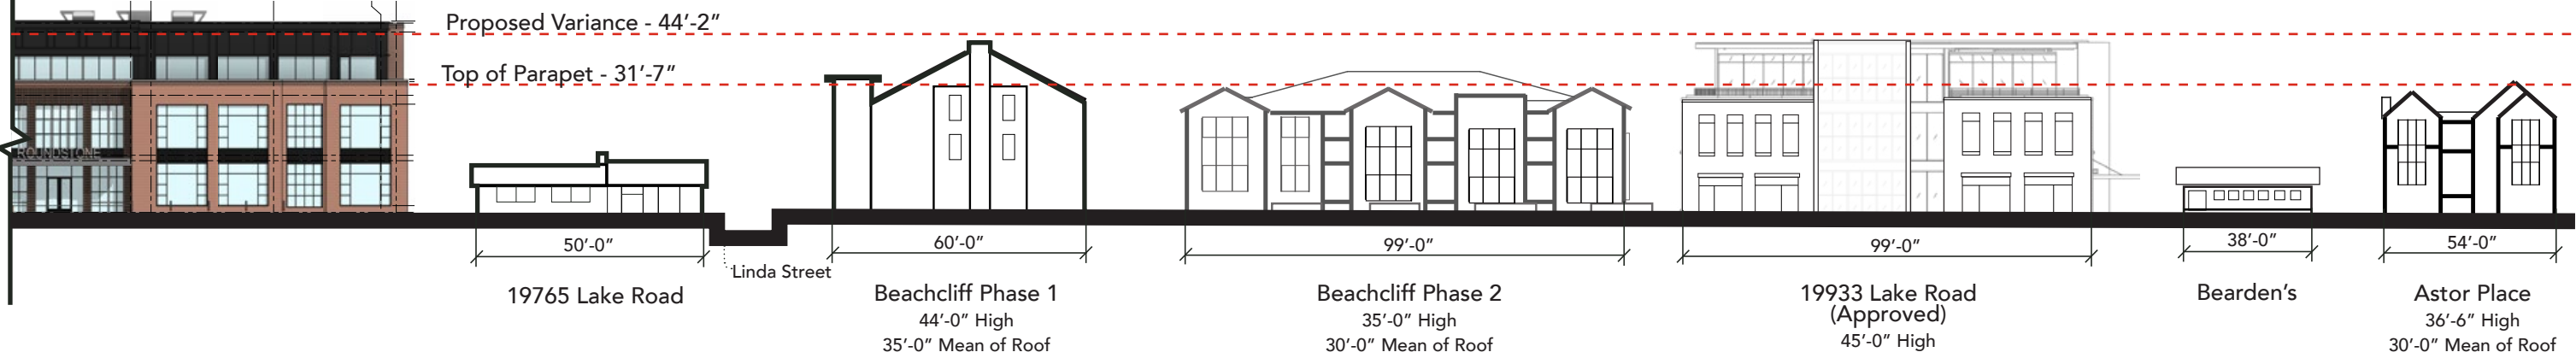 Proposed Variance - 44’-2”
Top of Parapet - 31’-7”
ROUNDSTONE
50’-0”
60’-0”
99’-0”
99’-0”
38’-0”
54’-0”
Linda Street
19765 Lake Road
Beachcliff Phase 1
44’-0” High
35’-0” Mean of Roof
Beachcliff Phase 2
35’-0” High
30’-0” Mean of Roof
19933 Lake Road
(Approved)
45’-0” High
Bearden’s
Astor Place
36’-6” High
30’-0” Mean of Roof